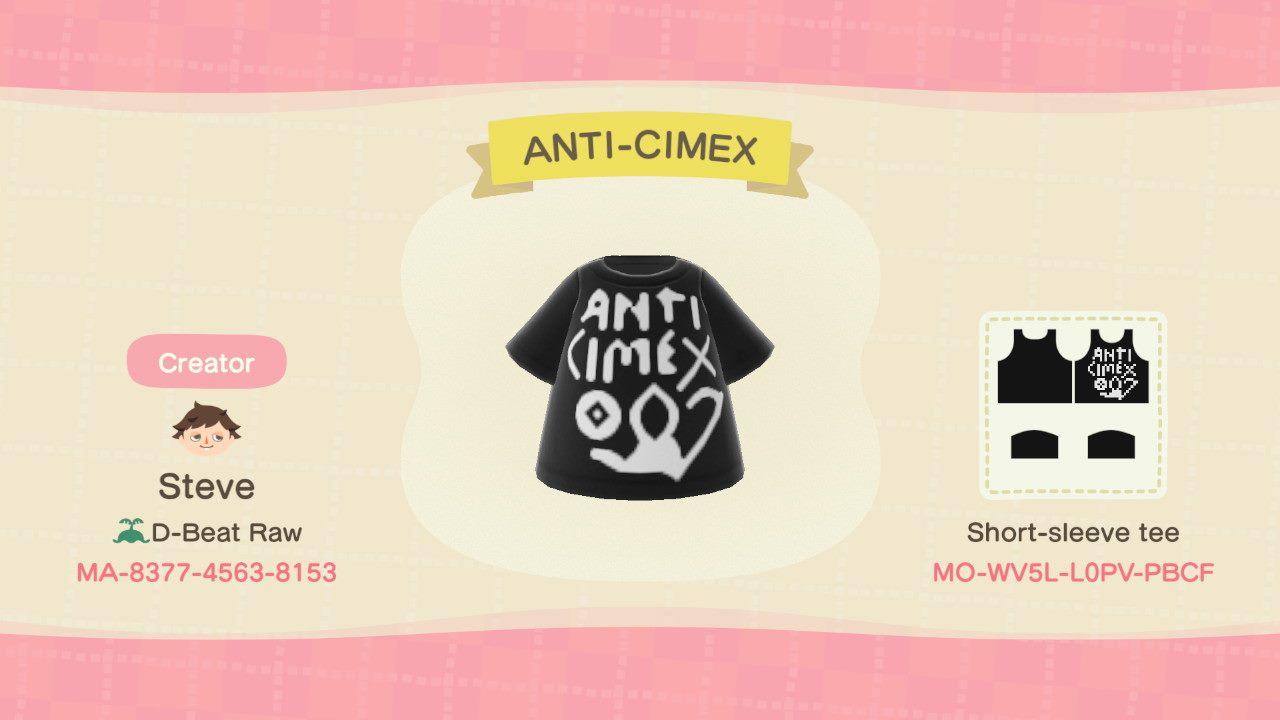 ANTI-CIMEX
ANTI
CIMEX
Creator
Steve
D-Beat Raw
MA-8377-4563-8153
ANTI
CIMEX
Short-sleeve tee
MO-WV5L-L0PV-PBCF